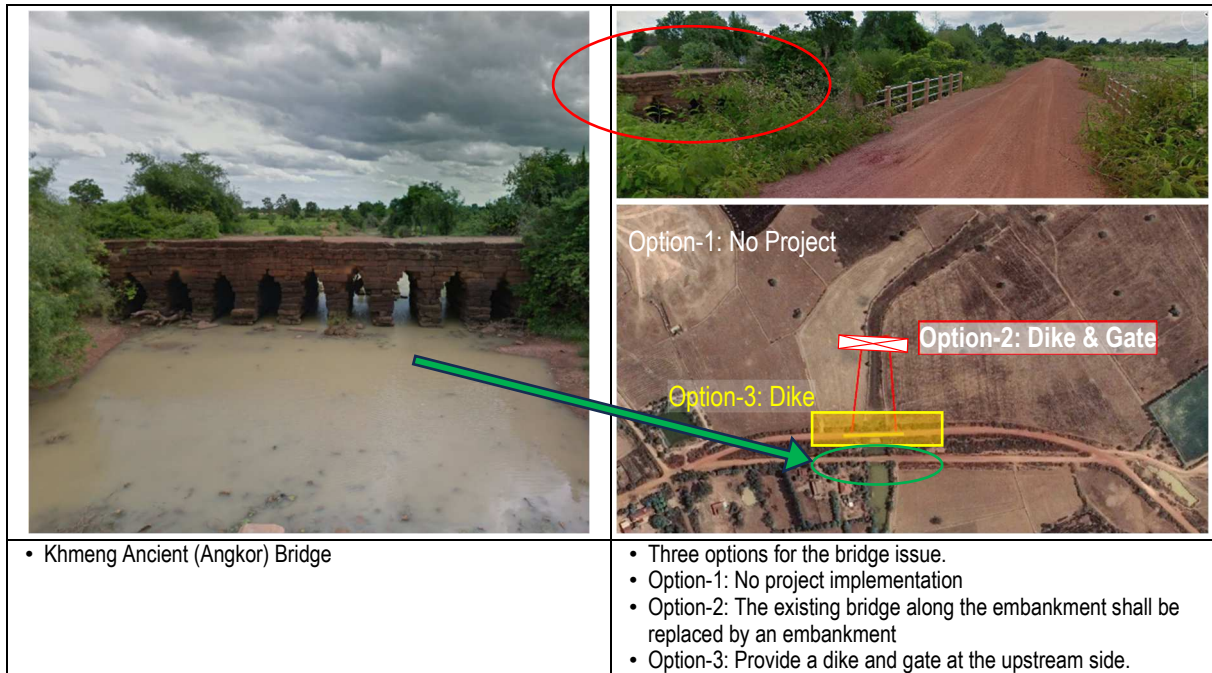 Option-1: No Project
Option-2: Dike & Gate
Option-3: Dike
• Khmeng Ancient (Angkor) Bridge
• Three options for the bridge issue.
• Option-1: No project implementation
• Option-2: The existing bridge along the embankment shall be
replaced by an embankment
• Option-3: Provide a dike and gate at the upstream side.